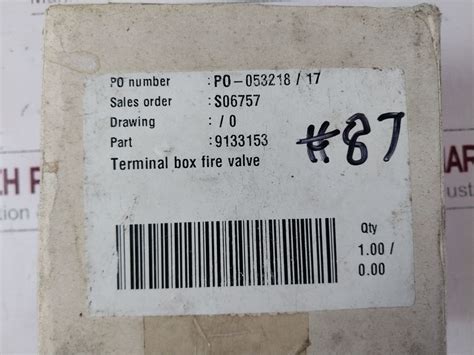 PO number : PO-053218 / 17
Sales order : S06757
Drawing : / 0
Part : 9133153
Terminal box fire valve
#87
Qty
1.00 /
0.00